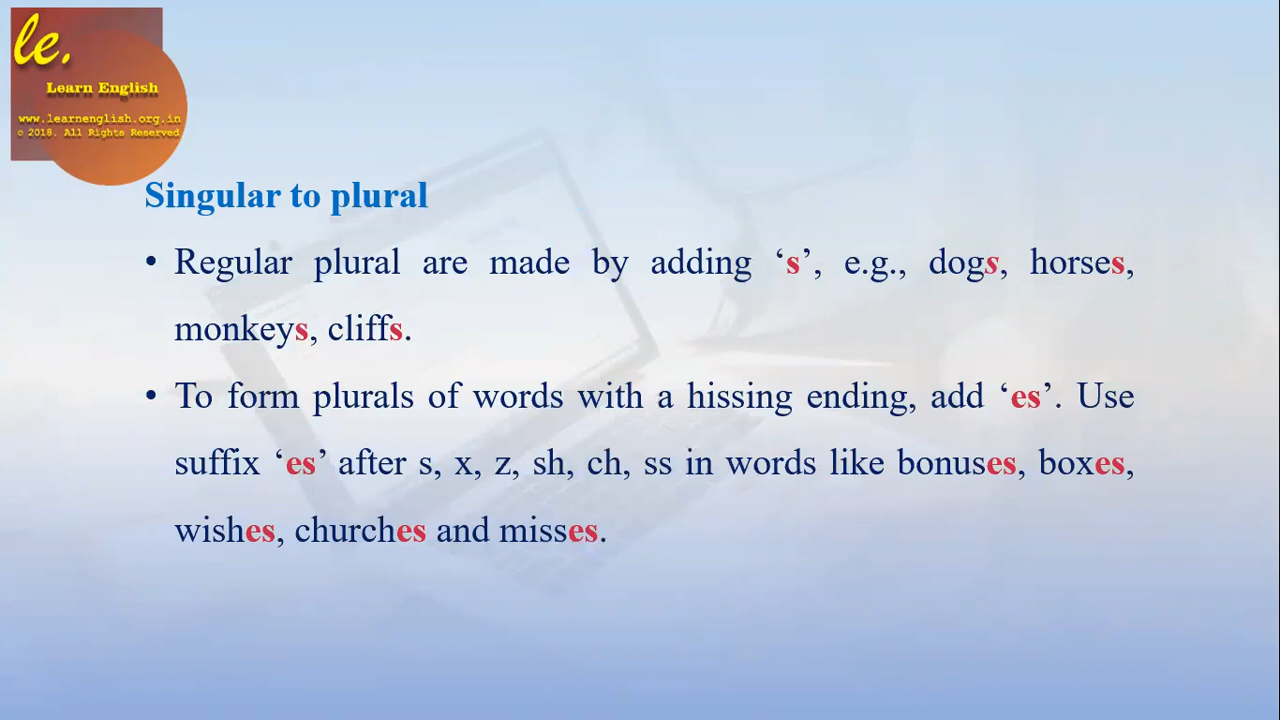 le.
Learn English
www.learnenglish.org.in
© 2018. All Rights Reserved
Singular to plural
• Regular plural are made by adding ‘s’, e.g., dogs, horses,
monkeys, cliffs.
• To form plurals of words with a hissing ending, add ‘es’. Use
suffix ‘es’ after s, x, z, sh, ch, ss in words like bonuses, boxes,
wishes, churches and misses.